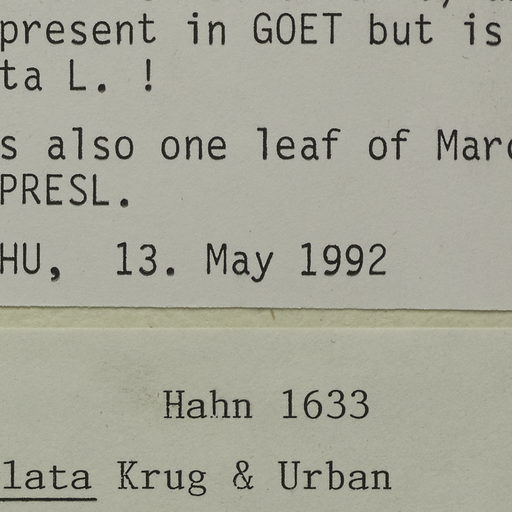 present in GOET but is
ta L. !
s also one leaf of Marc
PRESL.
HU, 13. May 1992
Hahn 1633
lata Krug & Urban